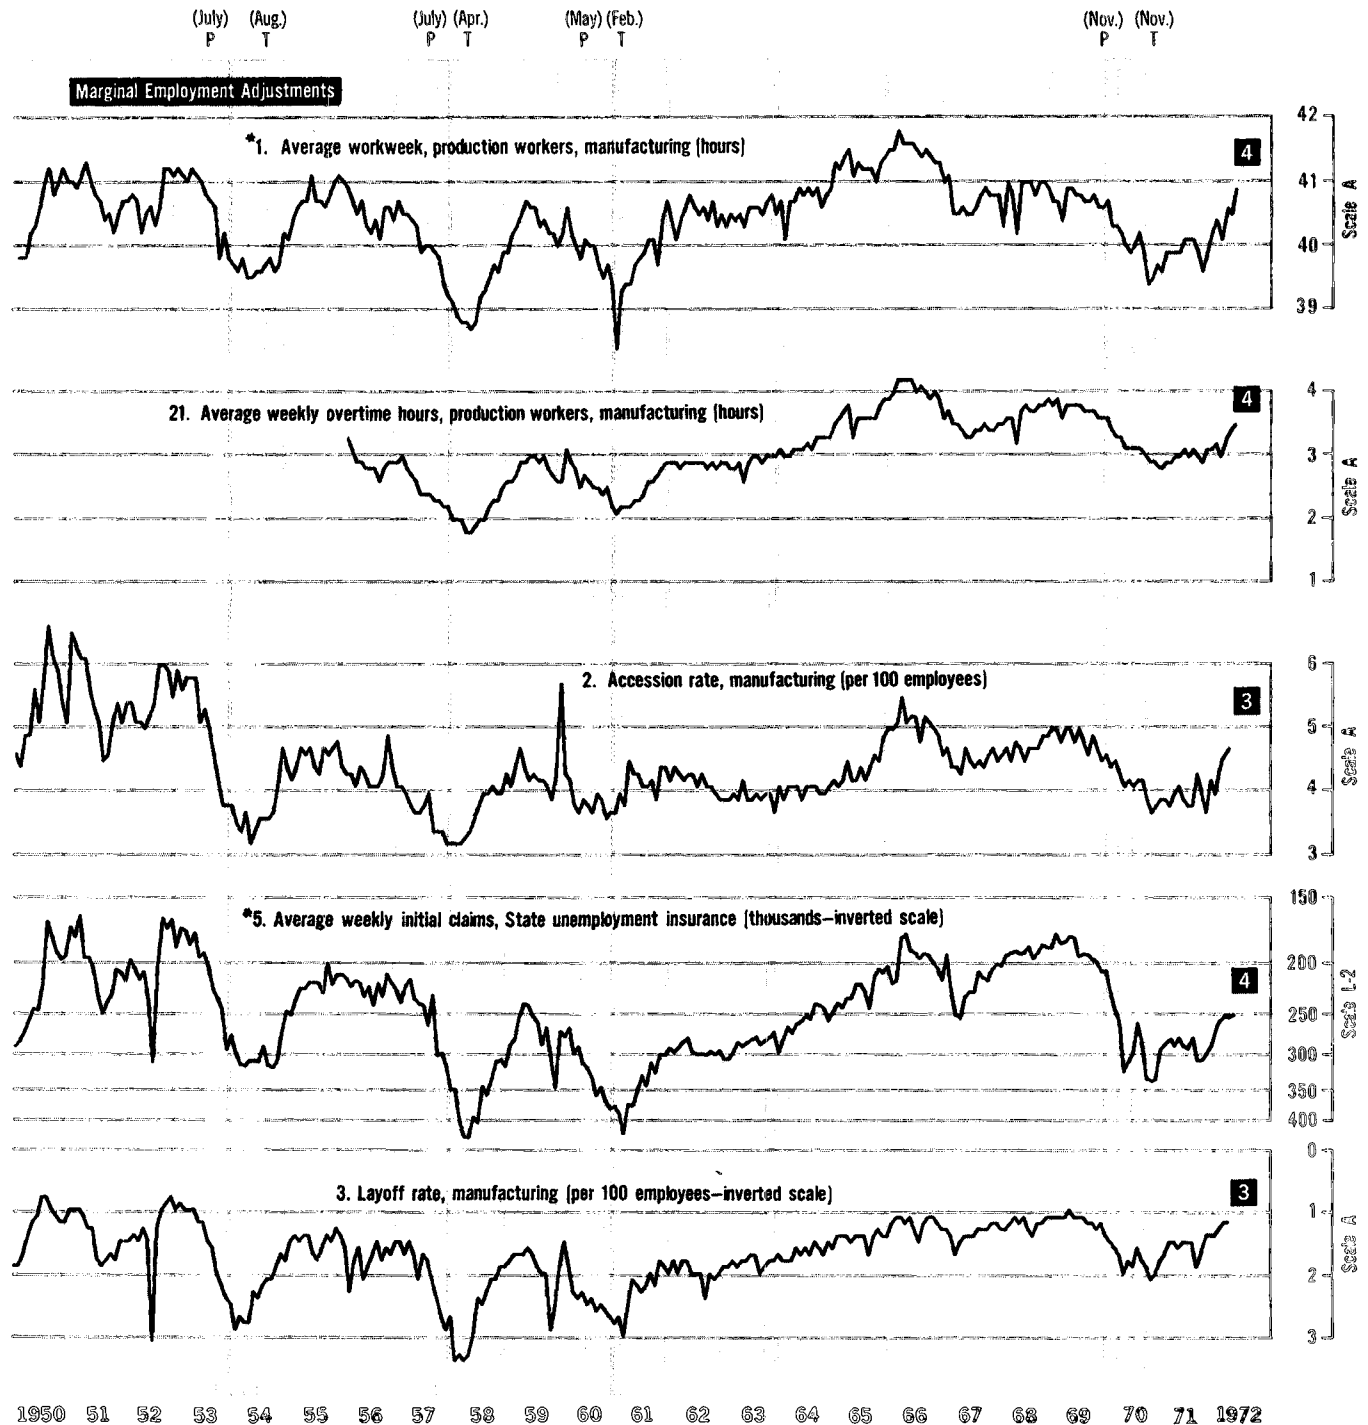 (July) (Aug.) (July) (Apr.) (May) (Feb.) (Nov.) (Nov.)
P T P T P T P T
Marginal Employment Adjustments
*1. Average workweek, production workers, manufacturing (hours)
4
42
41
40
39
Scale A
21. Average weekly overtime hours, production workers, manufacturing (hours)
4
4
3
2
1
Scale A
2. Accession rate, manufacturing (per 100 employees)
3
6
5
4
3
Scale A
*5. Average weekly initial claims, State unemployment insurance (thousands—inverted scale)
4
150
200
250
300
350
400
Scale L-2
3. Layoff rate, manufacturing (per 100 employees—inverted scale)
3
0
1
2
3
Scale A
1950 51 52 53 54 55 56 57 58 59 60 61 62 63 64 65 66 67 68 69 70 71 1972